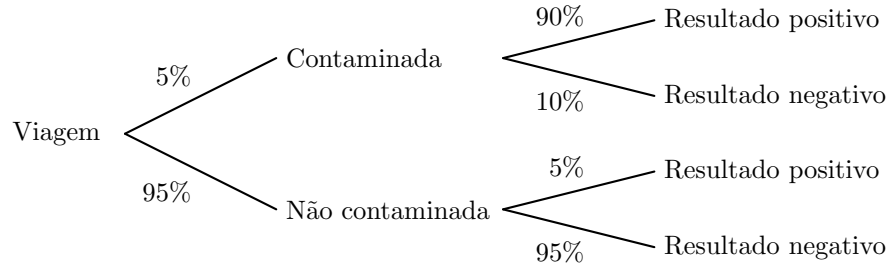 90%
Resultado positivo
5%
Contaminada
10%
Resultado negativo
Viagem
95%
Não contaminada
5%
Resultado positivo
95%
Resultado negativo